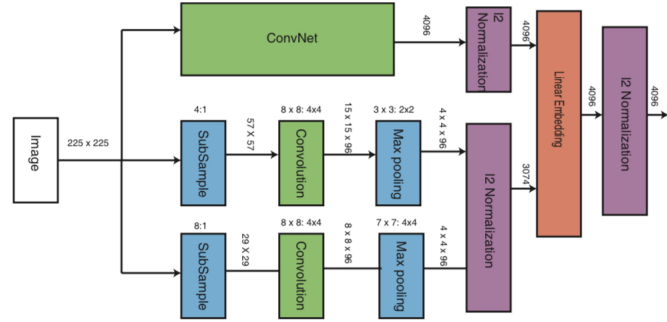 Image
225 x 225
ConvNet
4096
l2 Normalization
4096
Linear Embedding
4096
l2 Normalization
4096
4:1
SubSample
57 X 57
8 x 8: 4x4
Convolution
15 x 15 x 96
3 x 3: 2x2
Max pooling
4 x 4 x 96
l2 Normalization
3074
8:1
SubSample
29 X 29
8 x 8: 4x4
Convolution
8 x 8 x 96
7 x 7: 4x4
Max pooling
4 x 4 x 96